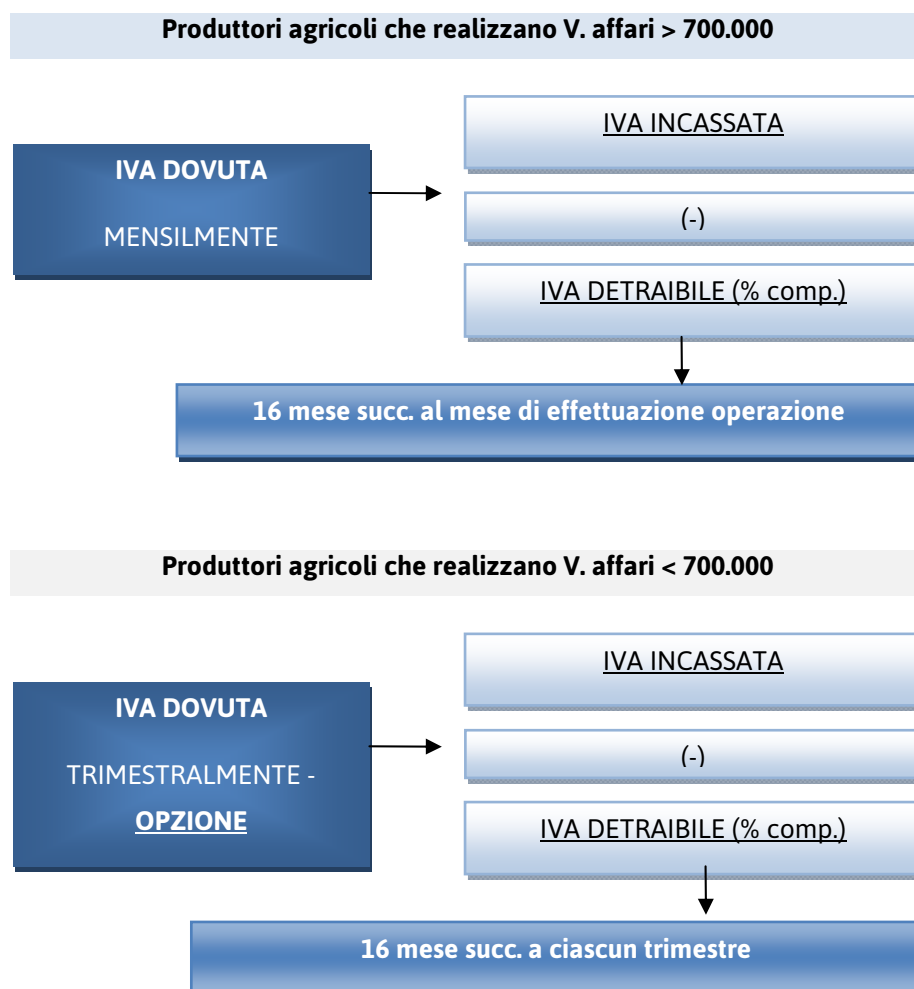 Produttori agricoli che realizzano V. affari > 700.000
IVA DOVUTA
MENSILMENTE
IVA INCASSATA
(-)
IVA DETRAIBILE (% comp.)
16 mese succ. al mese di effettuazione operazione
Produttori agricoli che realizzano V. affari < 700.000
IVA DOVUTA
TRIMESTRALMENTE -
OPZIONE
IVA INCASSATA
(-)
IVA DETRAIBILE (% comp.)
16 mese succ. a ciascun trimestre